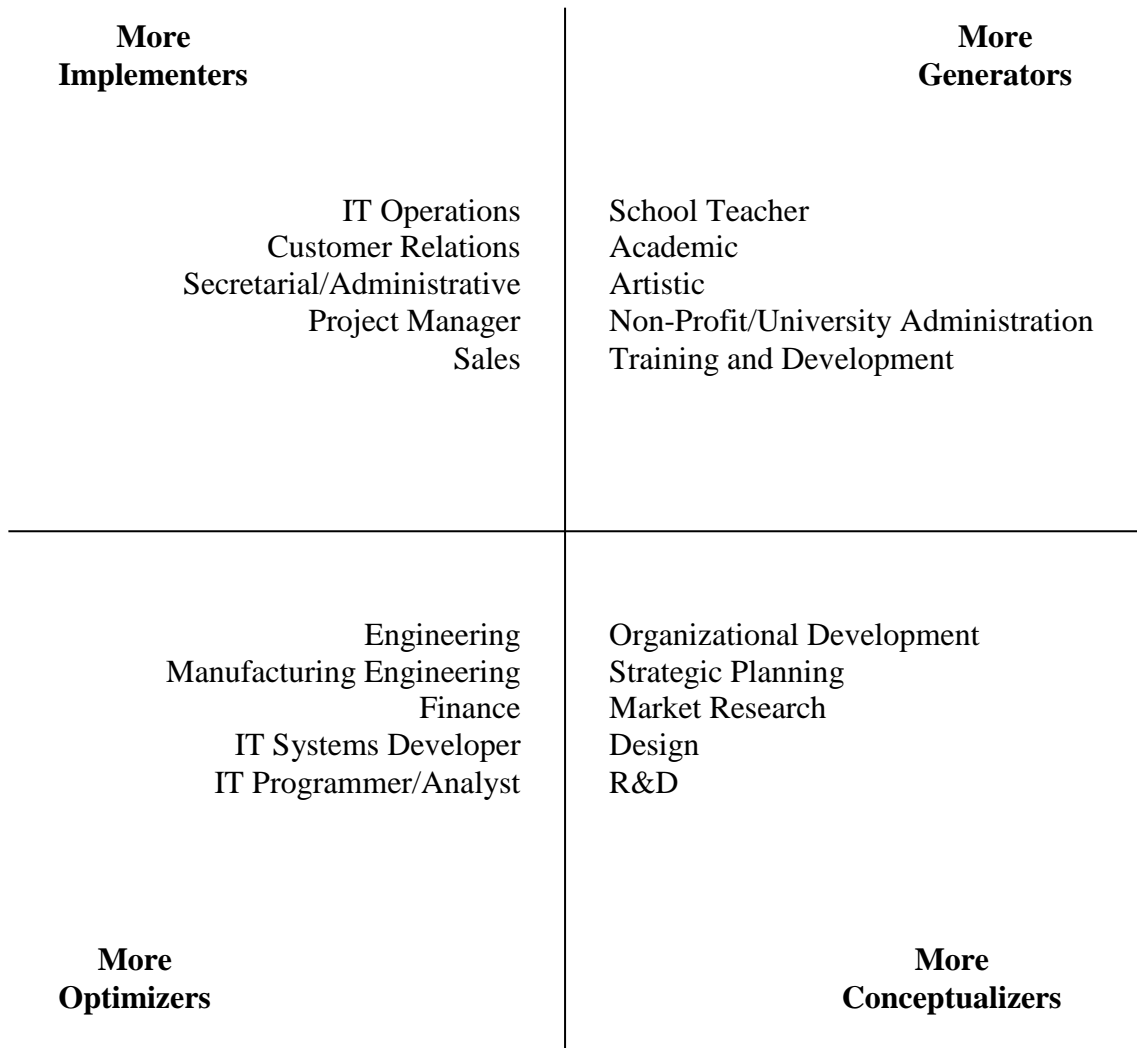 More
Implementers
More
Generators
IT Operations
Customer Relations
Secretarial/Administrative
Project Manager
Sales
School Teacher
Academic
Artistic
Non-Profit/University Administration
Training and Development
Engineering
Manufacturing Engineering
Finance
IT Systems Developer
IT Programmer/Analyst
Organizational Development
Strategic Planning
Market Research
Design
R&D
More
Optimizers
More
Conceptualizers